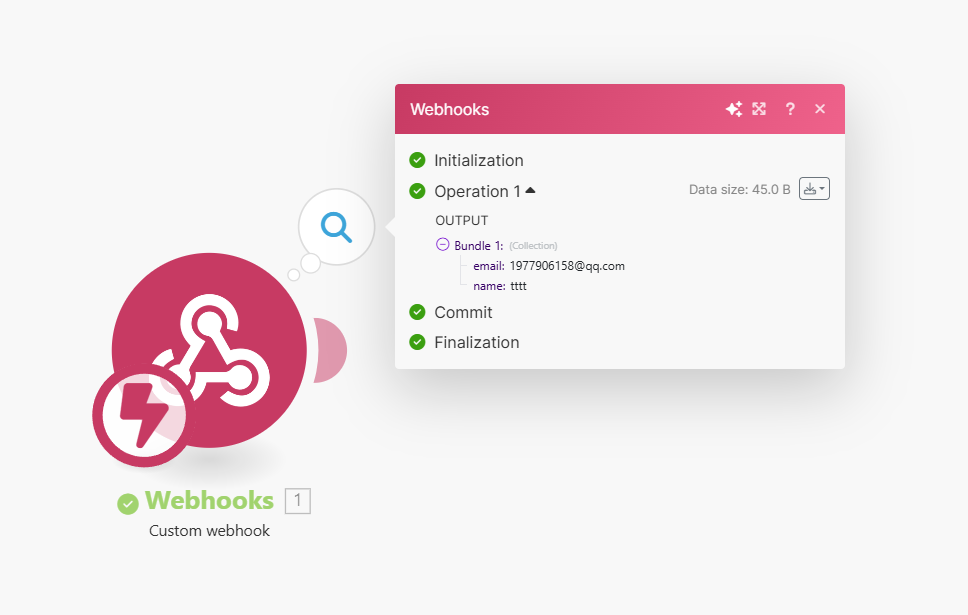 Webhooks
?
Initialization
Operation 1
Data size: 45.0 B
OUTPUT
Bundle 1: (Collection)
email: 1977906158@qq.com
name: tttt
Commit
Finalization
Webhooks 1
Custom webhook